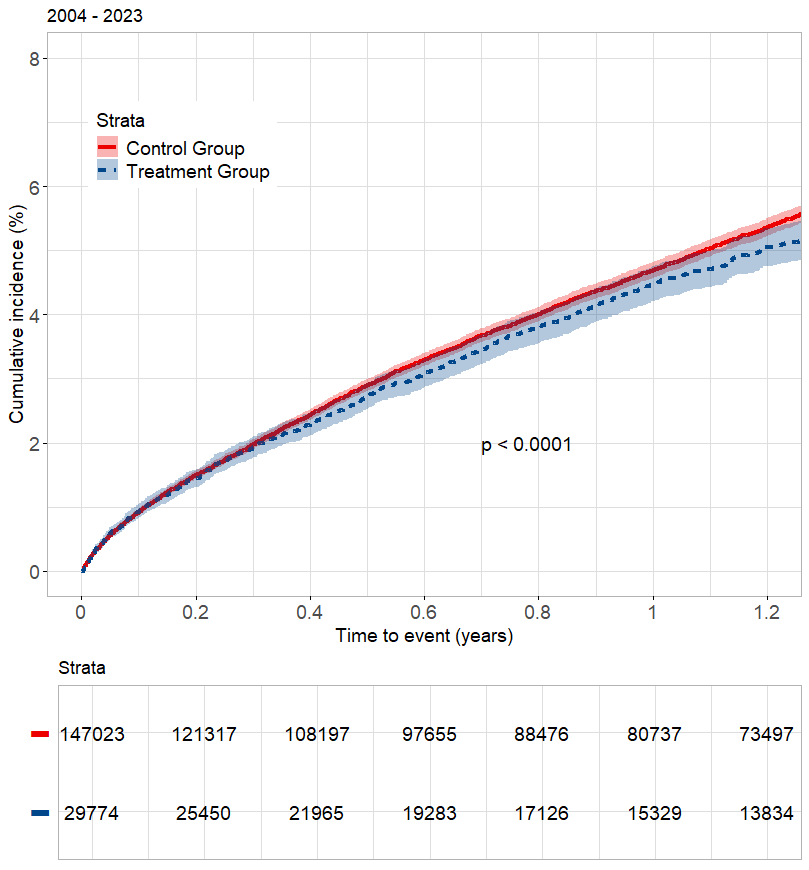 2004 - 2023
8
6
4
2
0
Cumulative incidence (%)
Strata
Control Group
Treatment Group
p < 0.0001
0 0.2 0.4 0.6 0.8 1 1.2
Time to event (years)
Strata
147023 121317 108197 97655 88476 80737 73497
29774 25450 21965 19283 17126 15329 13834